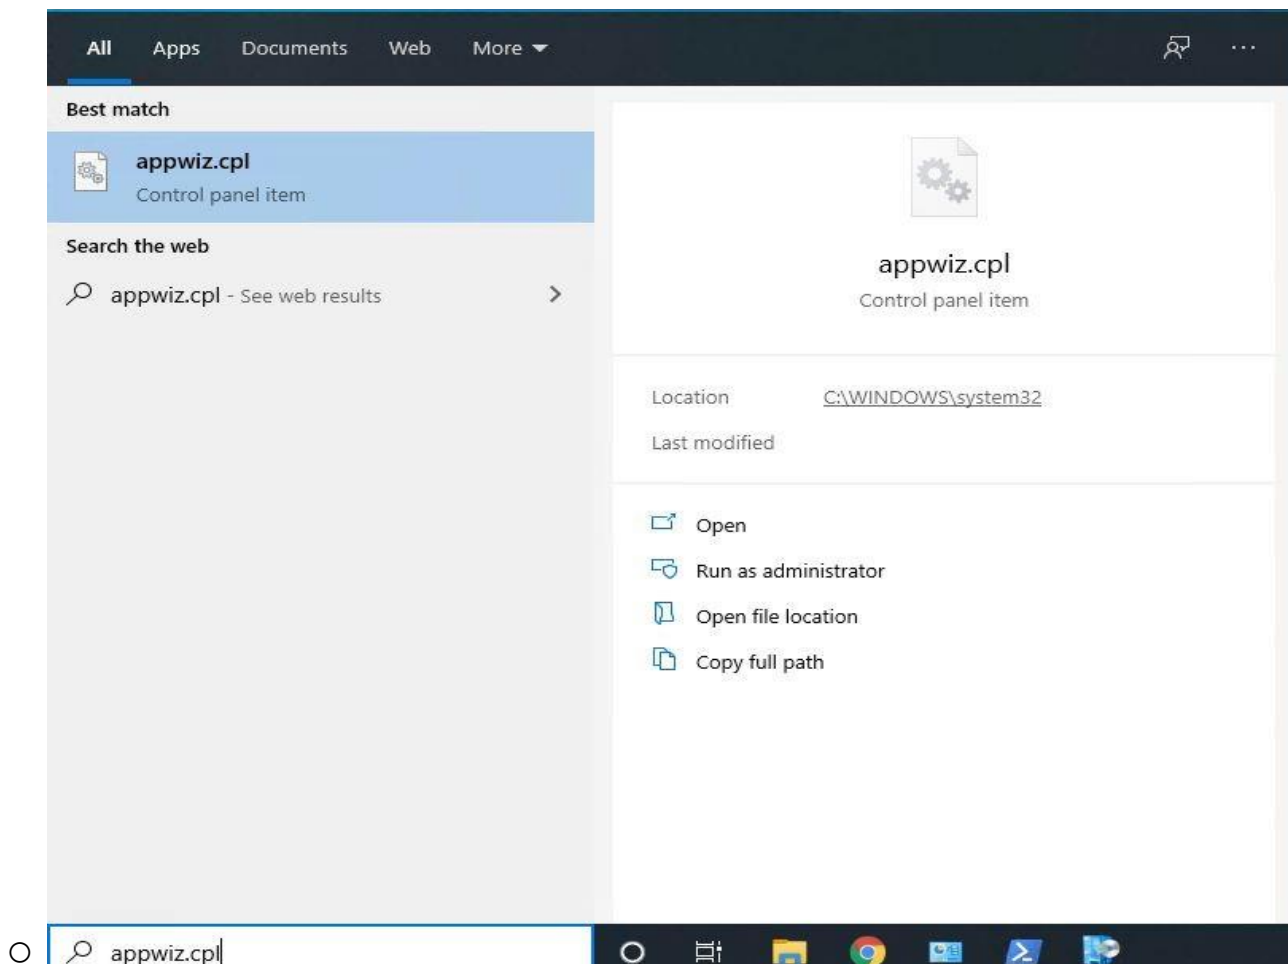 All Apps Documents Web More
Best match
appwiz.cpl
Control panel item
Search the web
appwiz.cpl - See web results
appwiz.cpl
Control panel item
Location C:\WINDOWS\system32
Last modified
Open
Run as administrator
Open file location
Copy full path
appwiz.cpl